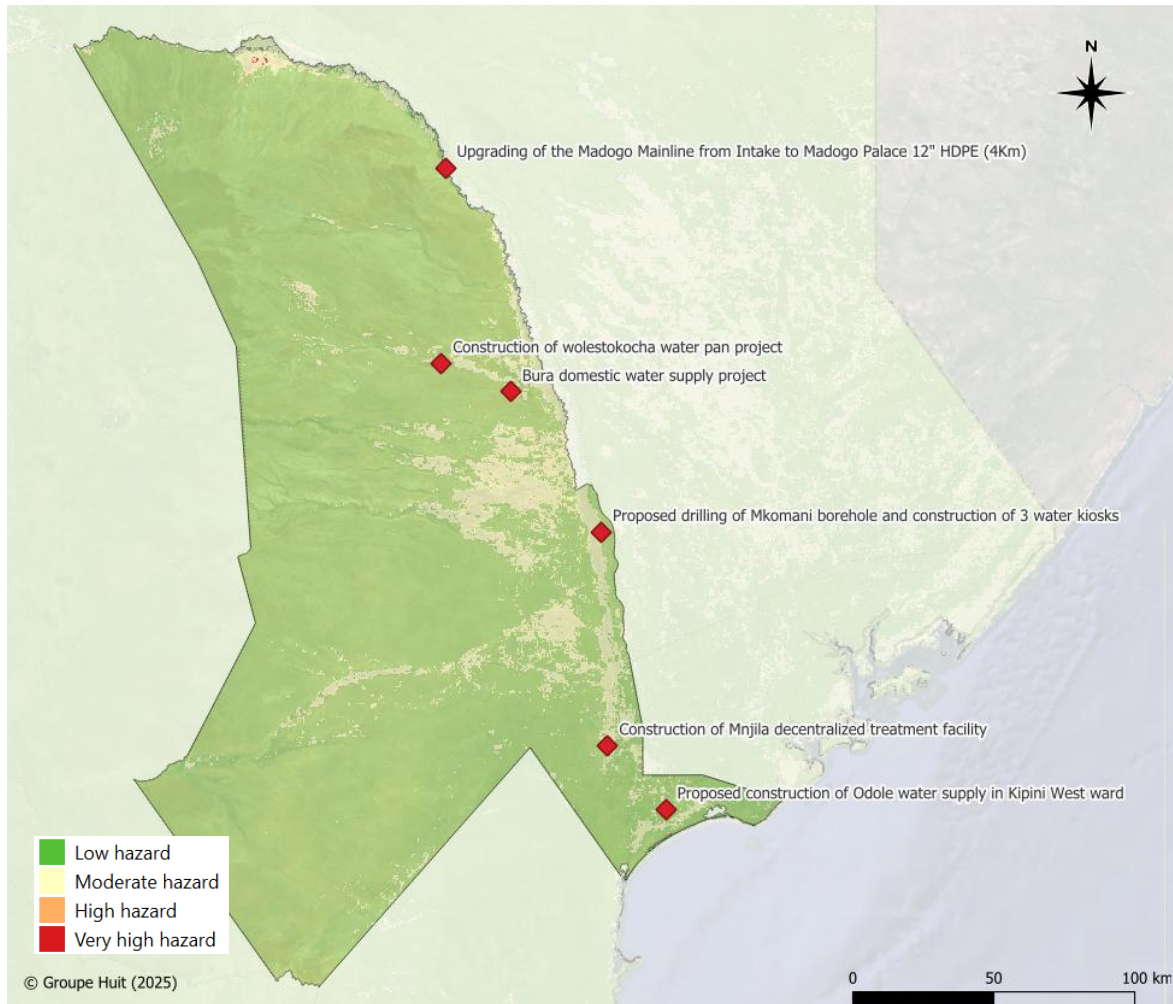 N
Upgrading of the Madogo Mainline from Intake to Madogo Palace 12" HDPE (4Km)
Construction of wolestokocha water pan project
Bura domestic water supply project
Proposed drilling of Mkomani borehole and construction of 3 water kiosks
Construction of Mnjila decentralized treatment facility
Proposed construction of Odole water supply in Kipini West ward
Low hazard
Moderate hazard
High hazard
Very high hazard
© Groupe Huit (2025)
0 50 100 km